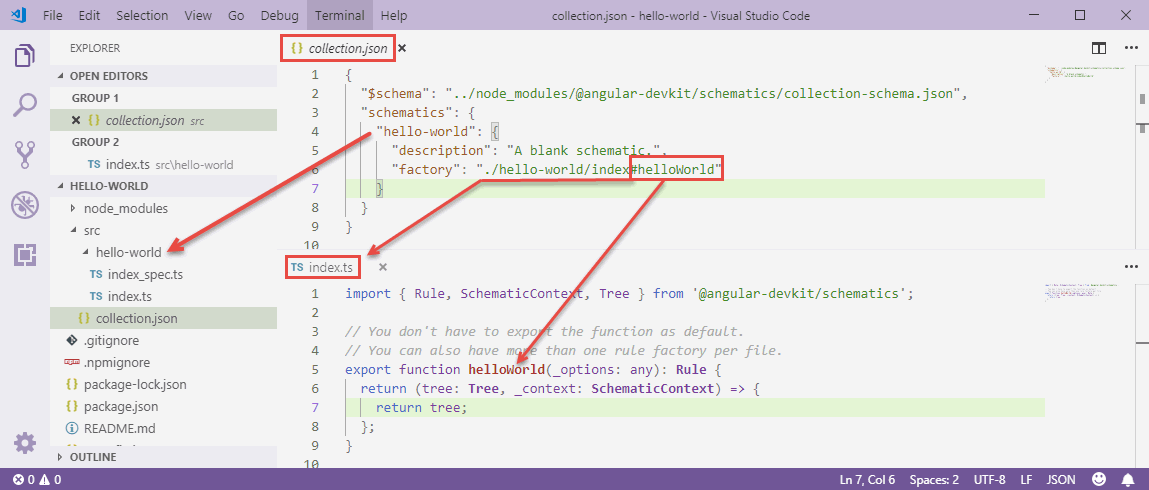 File Edit Selection View Go Debug Terminal Help collection.json - hello-world - Visual Studio Code
EXPLORER
OPEN EDITORS
GROUP 1
{ } collection.json src
GROUP 2
TS index.ts src\hello-world
HELLO-WORLD
node_modules
src
hello-world
TS index_spec.ts
TS index.ts
{ } collection.json
.gitignore
npm .npmignore
{ } package-lock.json
{ } package.json
README.md
OUTLINE
{ } collection.json
1 {
2 "$schema": "../node_modules/@angular-devkit/schematics/collection-schema.json",
3 "schematics": {
4 "hello-world": {
5 "description": "A blank schematic.",
6 "factory": "./hello-world/index#helloWorld"
7 }
8 }
9 }
10
TS index.ts
1 import { Rule, SchematicContext, Tree } from '@angular-devkit/schematics';
2
3 // You don't have to export the function as default.
4 // You can also have more than one rule factory per file.
5 export function helloWorld(_options: any): Rule {
6 return (tree: Tree, _context: SchematicContext) => {
7 return tree;
8 };
9 }
10
0 0 Ln 7, Col 6 Spaces: 2 UTF-8 LF JSON